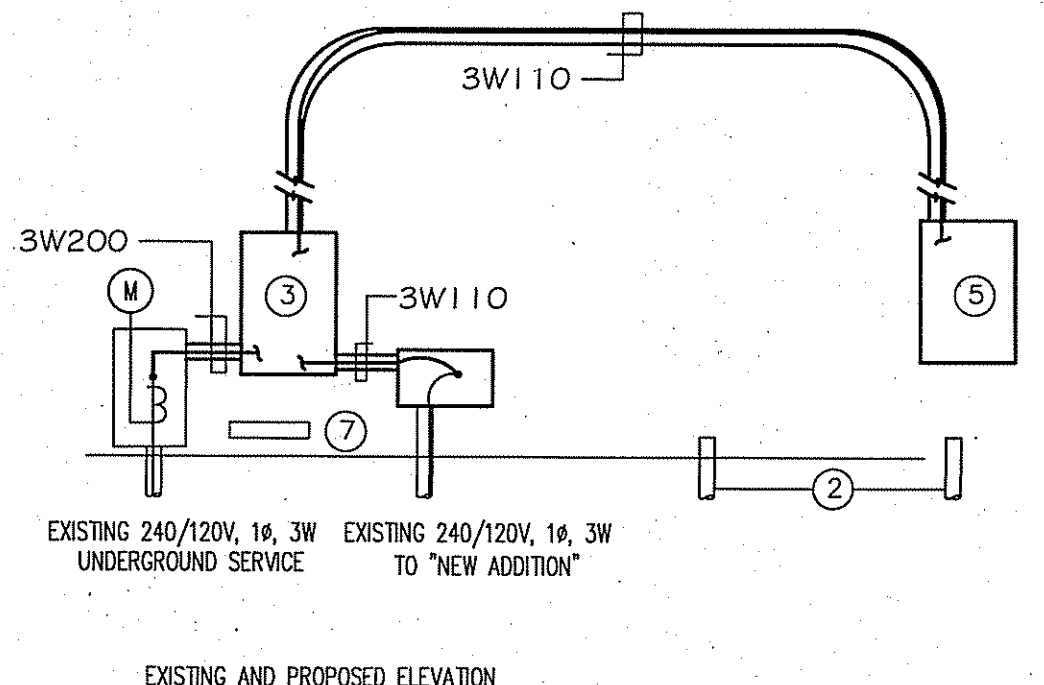 3W110
3W200
M
3
3W110
5
7
2
EXISTING 240/120V, 1ø, 3W
UNDERGROUND SERVICE
EXISTING 240/120V, 1ø, 3W
TO "NEW ADDITION"
EXISTING AND PROPOSED ELEVATION